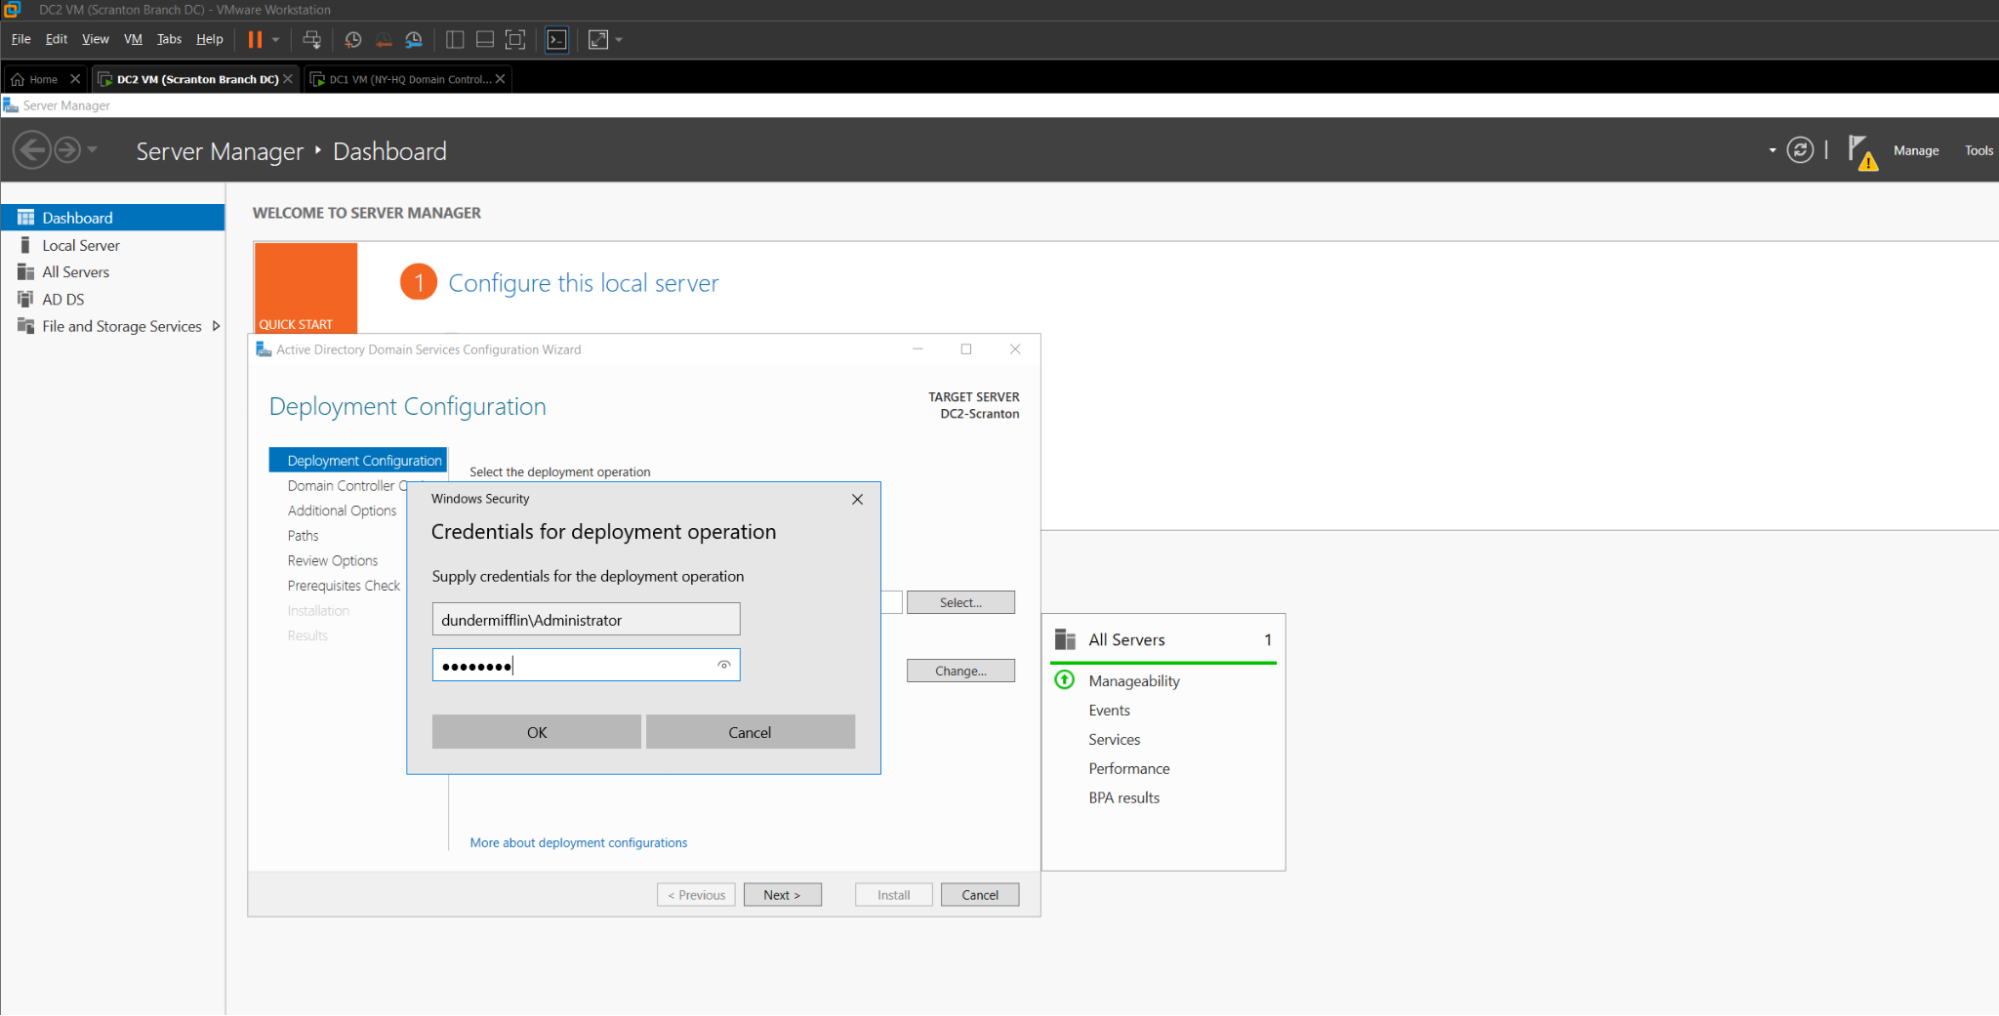 DC2 VM (Scranton Branch DC) - VMware Workstation
File Edit View VM Tabs Help
Home DC2 VM (Scranton Branch DC) DC1 VM (NY-HQ Domain Control...
Server Manager
Server Manager Dashboard
Manage Tools
Dashboard
Local Server
All Servers
AD DS
File and Storage Services
WELCOME TO SERVER MANAGER
QUICK START
1 Configure this local server
Active Directory Domain Services Configuration Wizard
Deployment Configuration
TARGET SERVER
DC2-Scranton
Deployment Configuration
Domain Controller
Additional Options
Paths
Review Options
Prerequisites Check
Installation
Results
Select the deployment operation
Windows Security
Credentials for deployment operation
Supply credentials for the deployment operation
dundermifflin\Administrator
●●●●●●●●
OK Cancel
Select...
Change...
More about deployment configurations
< Previous Next > Install Cancel
All Servers 1
Manageability
Events
Services
Performance
BPA results